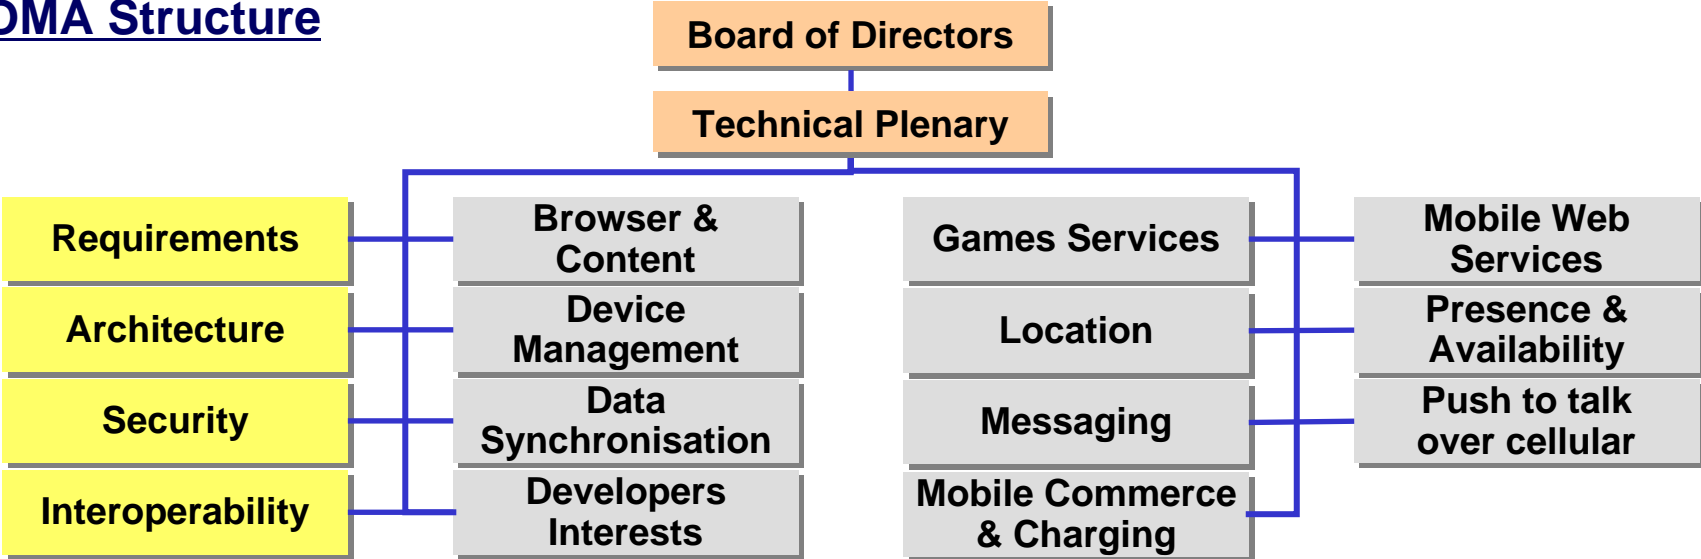 OMA Structure
Board of Directors
Technical Plenary
Requirements
Browser &
Content
Games Services
Mobile Web
Services
Architecture
Device
Management
Location
Presence &
Availability
Security
Data
Synchronisation
Messaging
Push to talk
over cellular
Interoperability
Developers
Interests
Mobile Commerce
& Charging